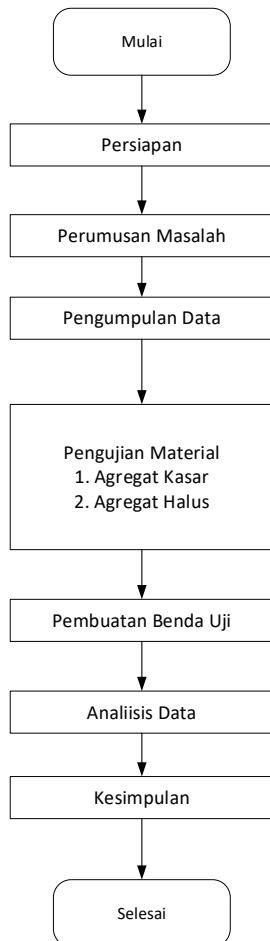 Mulai
Persiapan
Perumusan Masalah
Pengumpulan Data
Pengujian Material
1. Agregat Kasar
2. Agregat Halus
Pembuatan Benda Uji
Analiisis Data
Kesimpulan
Selesai